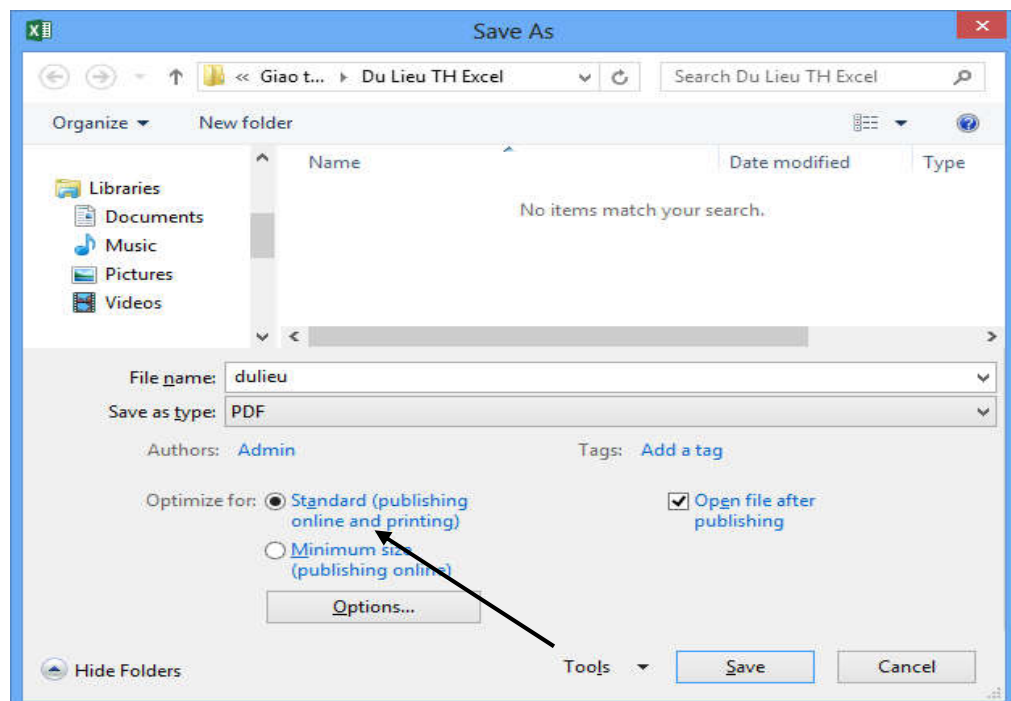 Save As
« Giao t... Du Lieu TH Excel
Search Du Lieu TH Excel
Organize
New folder
Name
Date modified
Type
Libraries
Documents
Music
Pictures
Videos
No items match your search.
File name: dulieu
Save as type: PDF
Authors: Admin
Tags: Add a tag
Optimize for: Standard (publishing
online and printing)
Minimum size
(publishing online)
Open file after
publishing
Options...
Hide Folders
Tools
Save
Cancel